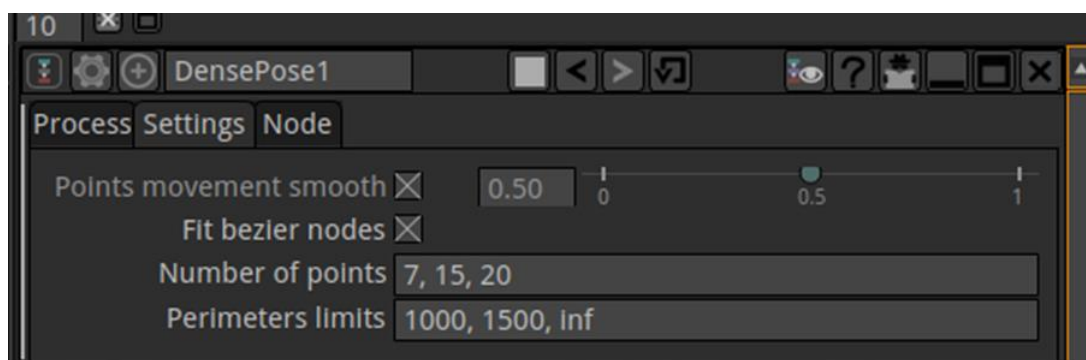 10
DensePose1
Process Settings Node
Points movement smooth 0.50 0 0.5 1
Fit bezier nodes
Number of points 7, 15, 20
Perimeters limits 1000, 1500, inf